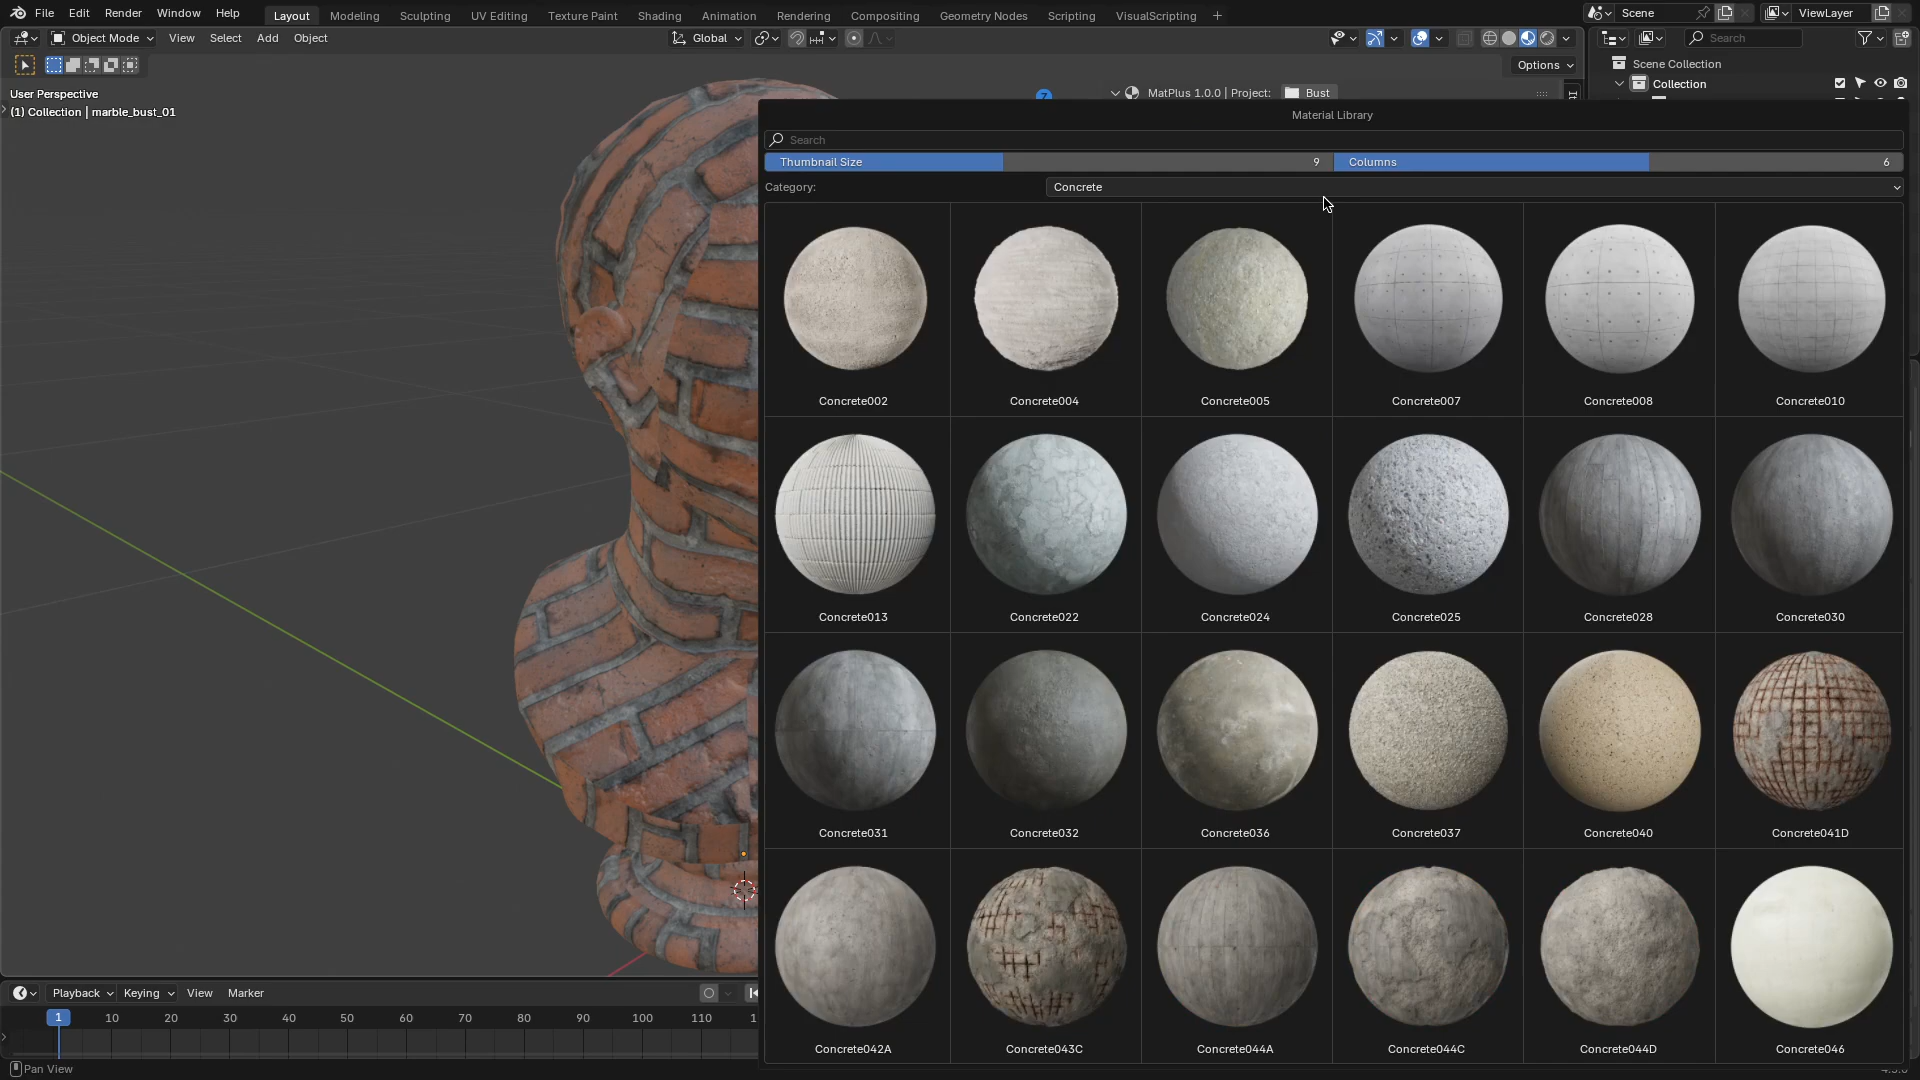 File Edit Render Window Help Layout Modeling Sculpting UV Editing Texture Paint Shading Animation Rendering Compositing Geometry Nodes Scripting VisualScripting + Scene ViewLayer
Object Mode View Select Add Object Global Search
Options Scene Collection
User Perspective
(1) Collection | marble_bust_01
MatPlus 1.0.0 | Project: Bust
Collection
Material Library
Search
Thumbnail Size 9 Columns 6
Category: Concrete
Concrete002 Concrete004 Concrete005 Concrete007 Concrete008 Concrete010
Concrete013 Concrete022 Concrete024 Concrete025 Concrete028 Concrete030
Concrete031 Concrete032 Concrete036 Concrete037 Concrete040 Concrete041D
Concrete042A Concrete043C Concrete044A Concrete044C Concrete044D Concrete046
Playback Keying View Marker
1 10 20 30 40 50 60 70 80 90 100 110
Pan View